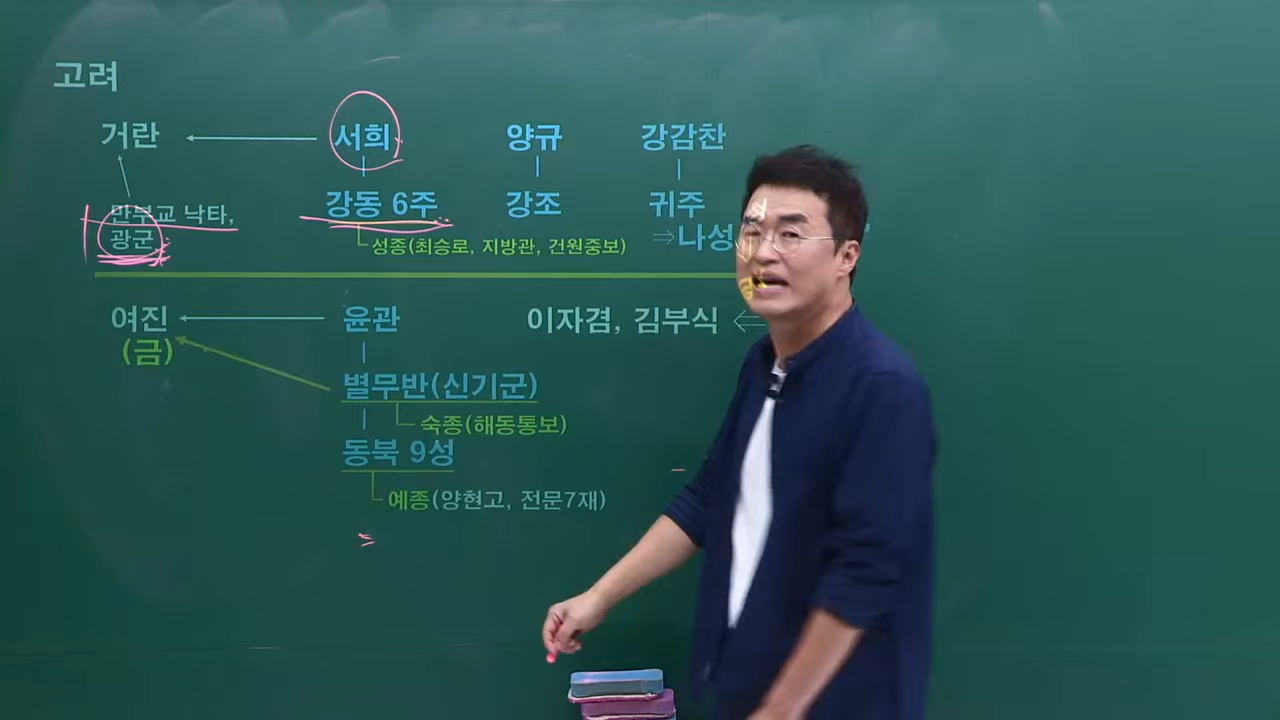 고려
거란 서희 양규 강감찬
만부교 낙타, 강동 6주 강조 귀주
광군 ⇒나성
성종(최승로, 지방관, 건원중보)
여진 윤관 이자겸, 김부식 ⇐
(금)
별무반(신기군)
숙종(해동통보)
동북 9성
예종(양현고, 전문7재)